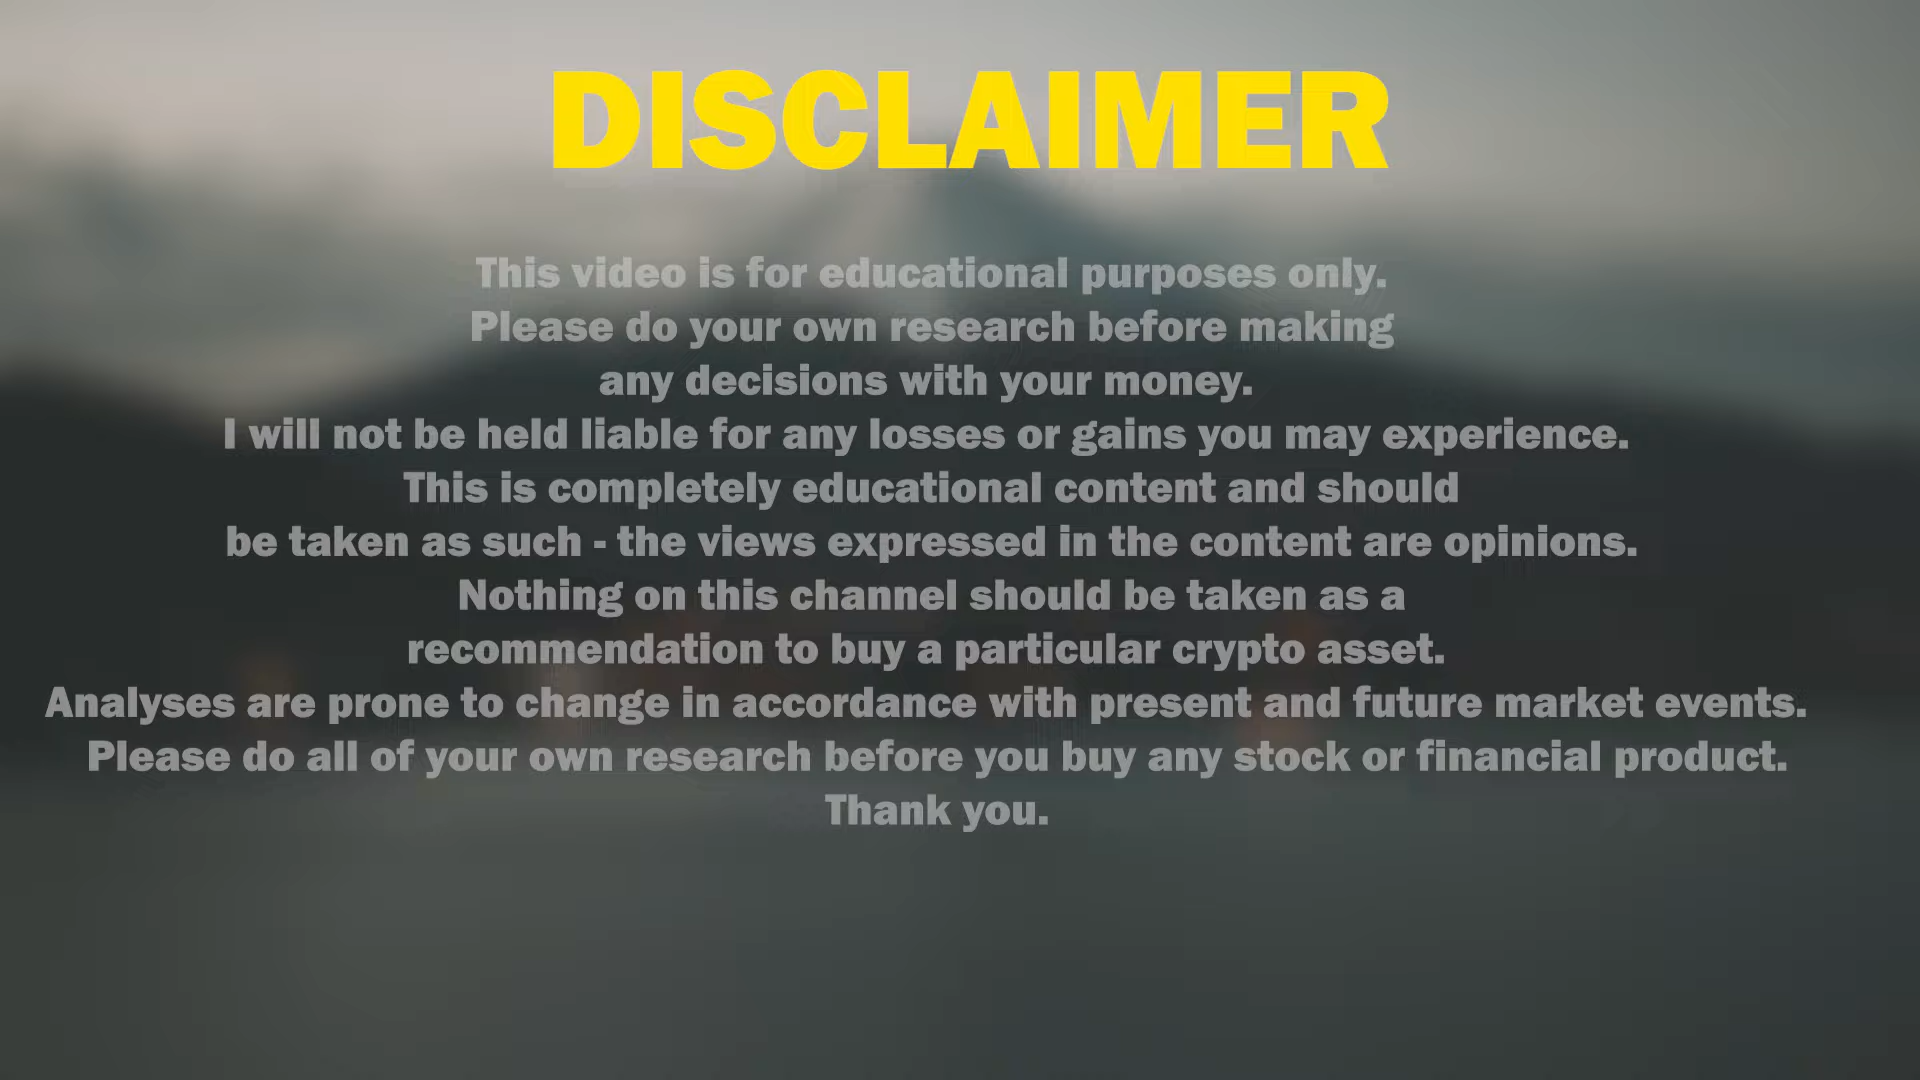 DISCLAIMER
This video is for educational purposes only.
Please do your own research before making
any decisions with your money.
I will not be held liable for any losses or gains you may experience.
This is completely educational content and should
be taken as such - the views expressed in the content are opinions.
Nothing on this channel should be taken as a
recommendation to buy a particular crypto asset.
Analyses are prone to change in accordance with present and future market events.
Please do all of your own research before you buy any stock or financial product.
Thank you.